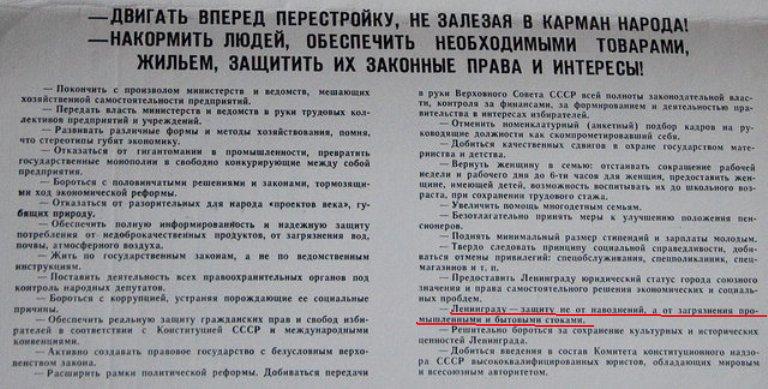 —ДВИГАТЬ ВПЕРЕД ПЕРЕСТРОЙКУ, НЕ ЗАЛЕЗАЯ В КАРМАН НАРОДА!
—НАКОРМИТЬ ЛЮДЕЙ, ОБЕСПЕЧИТЬ НЕОБХОДИМЫМИ ТОВАРАМИ,
ЖИЛЬЕМ, ЗАЩИТИТЬ ИХ ЗАКОННЫЕ ПРАВА И ИНТЕРЕСЫ!
— Покончить с произволом министерств и ведомств, мешающих
хозяйственной самостоятельности предприятий.
— Передать власть министерств и ведомств в руки трудовых кол-
лективов предприятий и учреждений.
— Развивать различные формы и методы хозяйствования, помня,
что стереотипы губят экономику.
— Отказаться от гигантомании в промышленности, превратить
государственные монополии в свободно конкурирующие между собой
предприятия.
— Бороться с половинчатыми решениями и законами, тормозящи-
ми ход экономической реформы.
— Отказаться от разорительных для народа «проектов века», гу-
бящих природу.
— Обеспечить полную информированность и надежную защиту
потребления от недоброкачественных продуктов, от загрязнения вод,
почвы, атмосферного воздуха.
— Жить по государственным законам, а не по ведомственным
инструкциям.
— Поставить деятельность всех правоохранительных органов под
контроль народных депутатов.
— Бороться с коррупцией, устраняя порождающие ее социальные
причины.
— Обеспечить реальную защиту гражданских прав и свобод изби-
рателей в соответствии с Конституцией СССР и международными
конвенциями.
— Активно создавать правовое государство с безусловным верхо-
венством закона.
— Расширить рамки политической реформы. Добиваться передачи
в руки Верховного Совета СССР всей полноты законодательной влас-
ти, контроля за финансами, за формированием и деятельностью пра-
вительства в интересах избирателей.
— Отменить номенклатурный (анкетный) подбор кадров на ру-
ководящие должности как скомпрометировавший себя.
— Добиться качественных сдвигов в охране государством мате-
ринства и детства.
— Вернуть женщину в семью: отстаивать сокращение рабочей
недели и рабочего дня до 6-ти часов для женщин, предоставить жен-
щине, имеющей детей, возможность воспитывать их до школьного воз-
раста, при сохранении трудового стажа.
— Увеличить помощь многодетным семьям.
— Безотлагательно принять меры к улучшению положения пен-
сионеров.
— Поднять минимальный размер стипендий и зарплаты молодым.
— Твердо следовать принципу социальной справедливости, доби-
ваться отмены привилегий: спецобслуживания, спецполиклиник, спец-
магазинов и т. п.
— Предоставить Ленинграду юридический статус города союзного
значения и права самостоятельного решения экономических и социаль-
ных проблем.
— Ленинграду — защиту не от наводнений, а от загрязнения про-
мышленными и бытовыми стоками.
— Решительно бороться за сохранение культурных и исторических
ценностей Ленинграда.
— Добиться введения в состав Комитета конституционного надзо-
ра СССР высококвалифицированных юристов, обладающих мировым
и всесоюзным авторитетом.